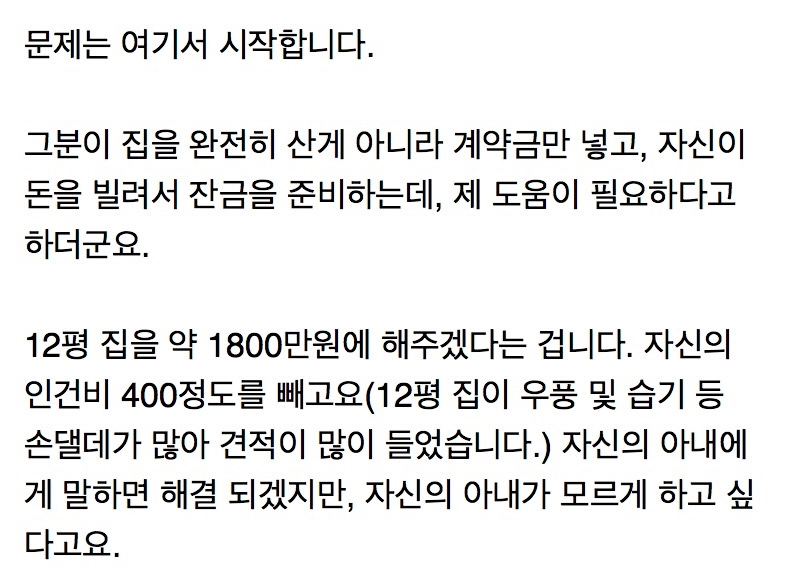 문제는 여기서 시작합니다.
그분이 집을 완전히 산게 아니라 계약금만 넣고, 자신이
돈을 빌려서 잔금을 준비하는데, 제 도움이 필요하다고
하더군요.
12평 집을 약 1800만원에 해주겠다는 겁니다. 자신의
인건비 400정도를 빼고요(12평 집이 우풍 및 습기 등
손댈데가 많아 견적이 많이 들었습니다.) 자신의 아내에
게 말하면 해결 되겠지만, 자신의 아내가 모르게 하고 싶
다고요.